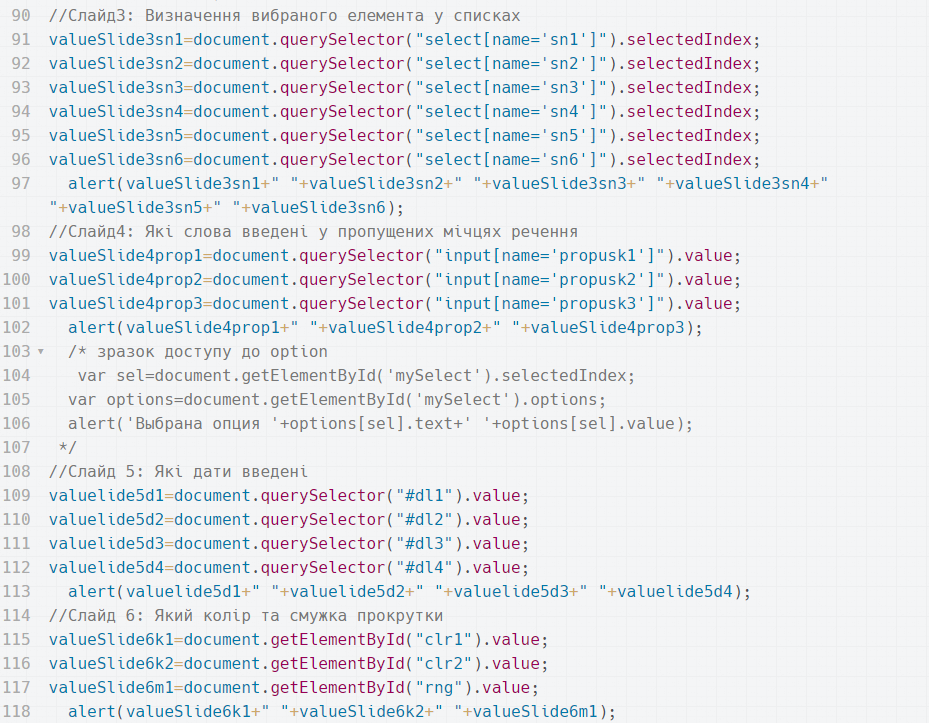 90 //Слайд3: Визначення вибраного елемента у списках
91 valueSlide3sn1=document.querySelector("select[name='sn1']").selectedIndex;
92 valueSlide3sn2=document.querySelector("select[name='sn2']").selectedIndex;
93 valueSlide3sn3=document.querySelector("select[name='sn3']").selectedIndex;
94 valueSlide3sn4=document.querySelector("select[name='sn4']").selectedIndex;
95 valueSlide3sn5=document.querySelector("select[name='sn5']").selectedIndex;
96 valueSlide3sn6=document.querySelector("select[name='sn6']").selectedIndex;
97 alert(valueSlide3sn1+" "+valueSlide3sn2+" "+valueSlide3sn3+" "+valueSlide3sn4+"
"+valueSlide3sn5+" "+valueSlide3sn6);
98 //Слайд4: Які слова введені у пропущених мічцях речення
99 valueSlide4prop1=document.querySelector("input[name='propusk1']").value;
100 valueSlide4prop2=document.querySelector("input[name='propusk2']").value;
101 valueSlide4prop3=document.querySelector("input[name='propusk3']").value;
102 alert(valueSlide4prop1+" "+valueSlide4prop2+" "+valueSlide4prop3);
103 /* зразок доступу до option
104 var sel=document.getElementById('mySelect').selectedIndex;
105 var options=document.getElementById('mySelect').options;
106 alert('Выбрана опция '+options[sel].text+' '+options[sel].value);
107 */
108 //Слайд 5: Які дати введені
109 valuelide5d1=document.querySelector("#dl1").value;
110 valuelide5d2=document.querySelector("#dl2").value;
111 valuelide5d3=document.querySelector("#dl3").value;
112 valuelide5d4=document.querySelector("#dl4").value;
113 alert(valuelide5d1+" "+valuelide5d2+" "+valuelide5d3+" "+valuelide5d4);
114 //Слайд 6: Який колір та смужка прокрутки
115 valueSlide6k1=document.getElementById("clr1").value;
116 valueSlide6k2=document.getElementById("clr2").value;
117 valueSlide6m1=document.getElementById("rng").value;
118 alert(valueSlide6k1+" "+valueSlide6k2+" "+valueSlide6m1);